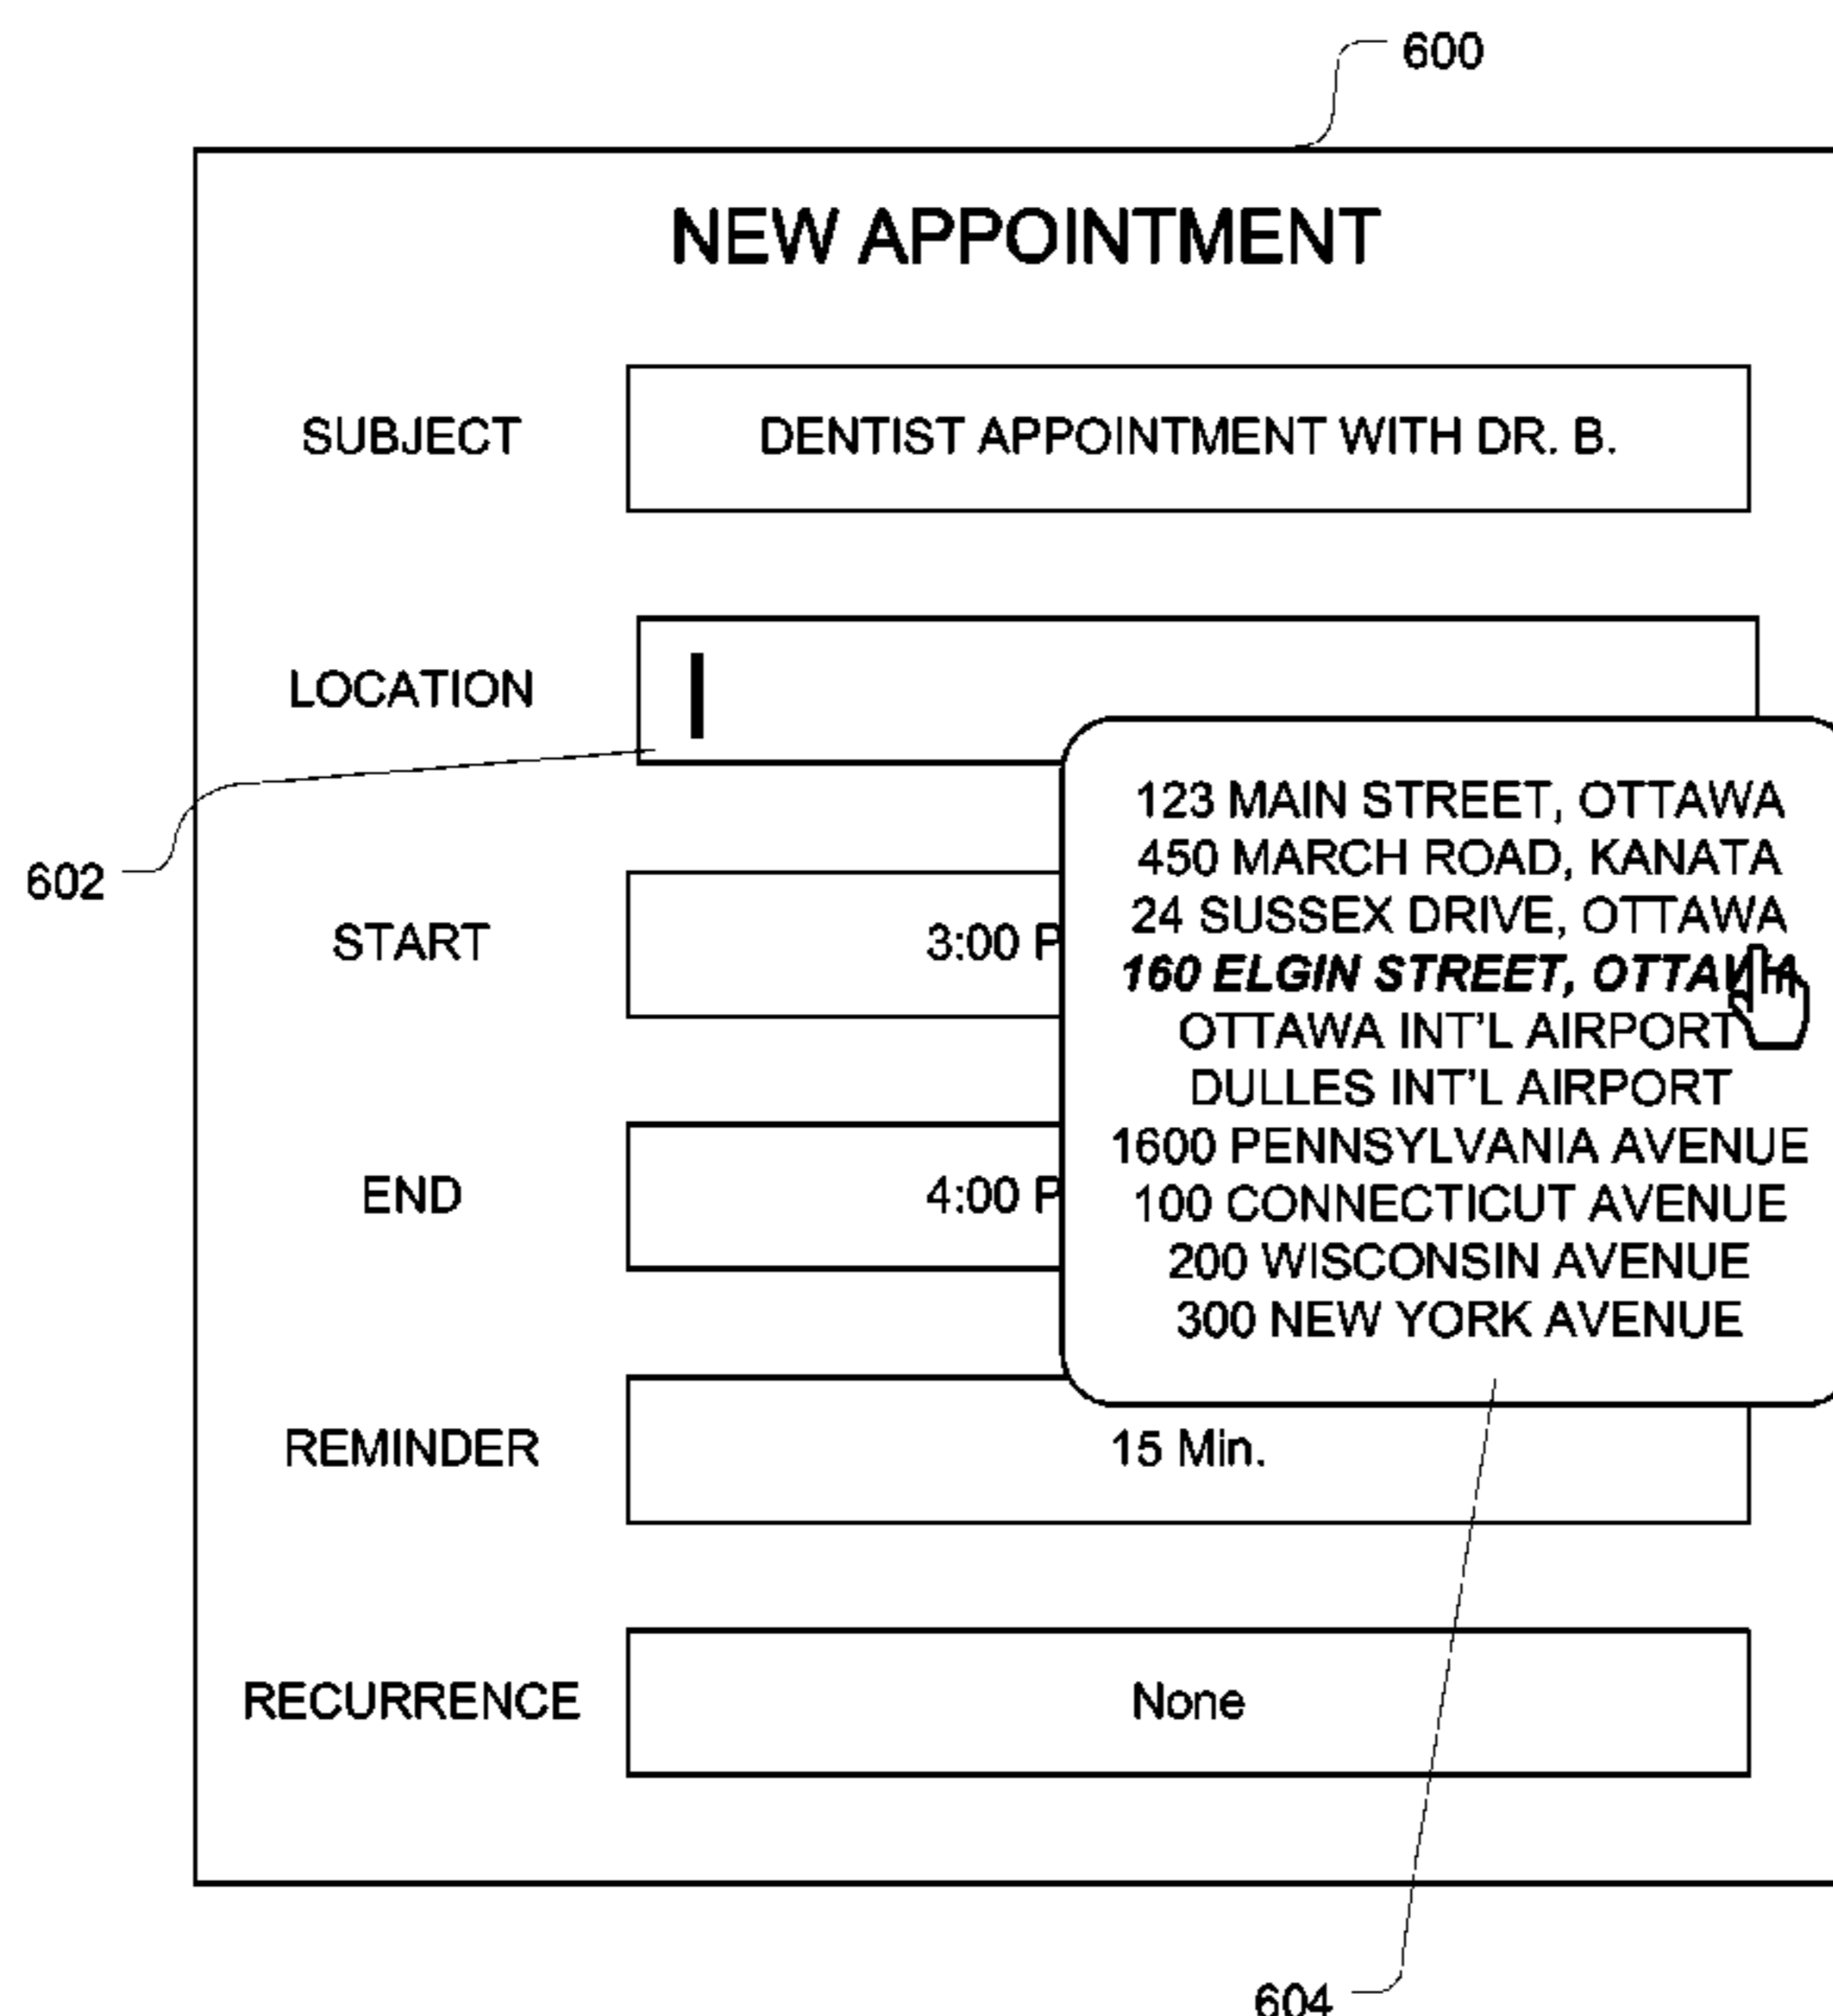 600
NEW APPOINTMENT
SUBJECT DENTIST APPOINTMENT WITH DR. B.
LOCATION
123 MAIN STREET, OTTAWA
450 MARCH ROAD, KANATA
602
24 SUSSEX DRIVE, OTTAWA
START 3:00 P
160 ELGIN STREET, OTTAWA
OTTAWA INT'L AIRPORT
DULLES INT'L AIRPORT
1600 PENNSYLVANIA AVENUE
END 4:00 P
100 CONNECTICUT AVENUE
200 WISCONSIN AVENUE
300 NEW YORK AVENUE
REMINDER 15 Min.
RECURRENCE None
604